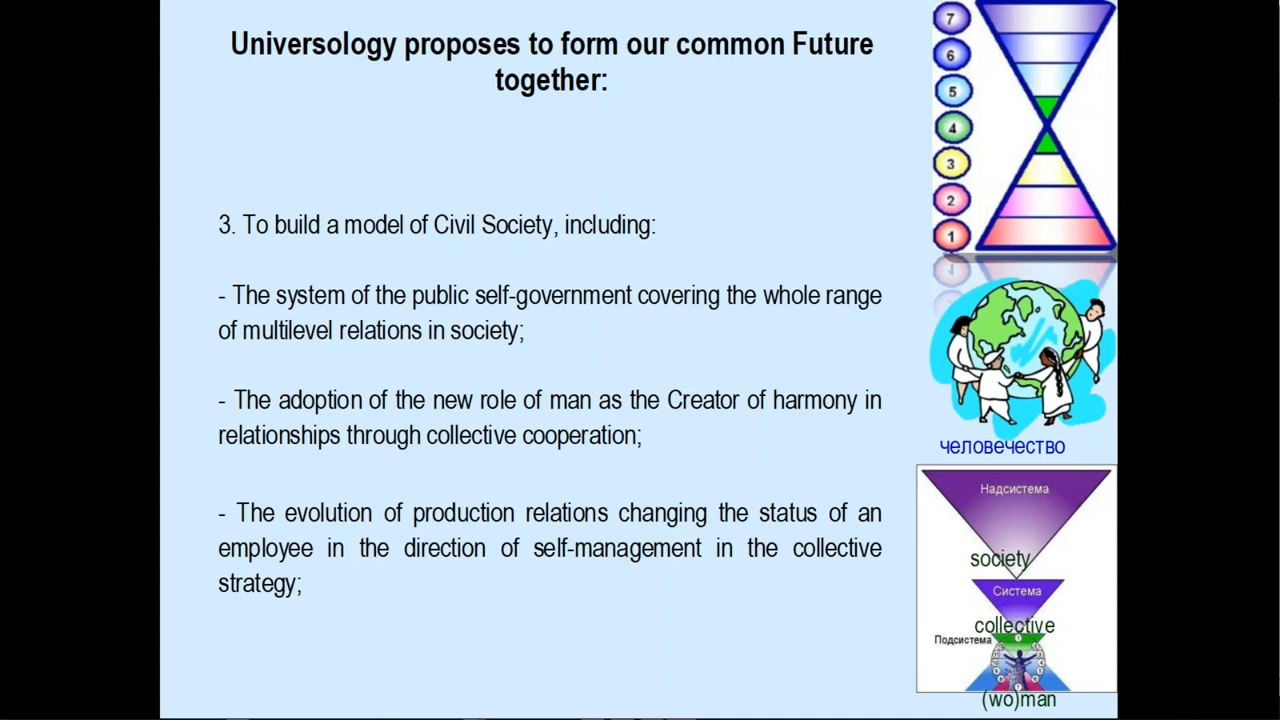 Universology proposes to form our common Future
together:
3. To build a model of Civil Society, including:
- The system of the public self-government covering the whole range
of multilevel relations in society;
- The adoption of the new role of man as the Creator of harmony in
relationships through collective cooperation;
- The evolution of production relations changing the status of an
employee in the direction of self-management in the collective
strategy;
7
6
5
4
3
2
1
человечество
Надсистема
society
Система
collective
Подсистема
(wo)man